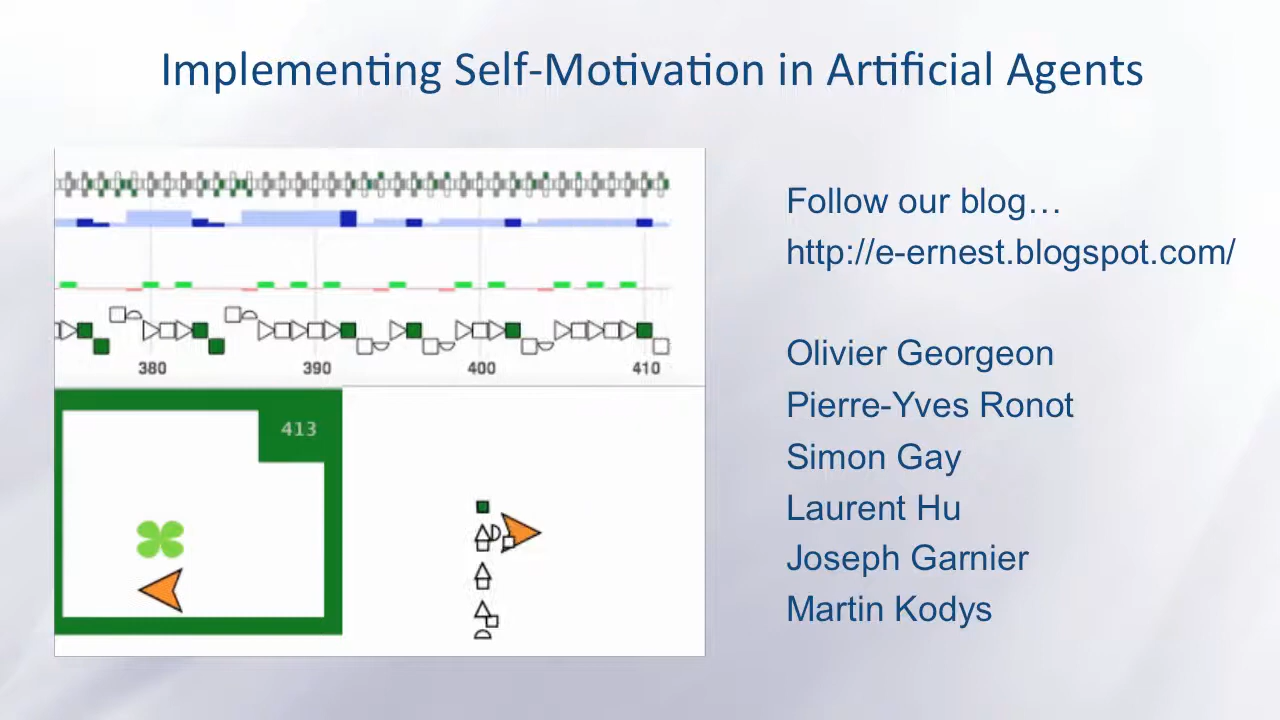 Implementing Self-Motivation in Artificial Agents
380 390 400 410
413
Follow our blog…
http://e-ernest.blogspot.com/
Olivier Georgeon
Pierre-Yves Ronot
Simon Gay
Laurent Hu
Joseph Garnier
Martin Kodys